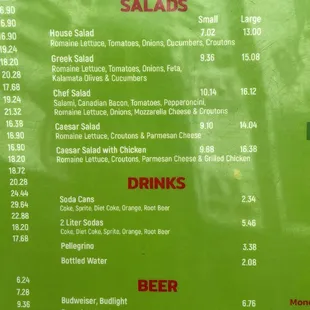 6.90
SALADS
16.90
Small Large
16.90
House Salad 7.02 13.00
Romaine Lettuce, Tomatoes, Onions, Cucumbers, Croutons
19.24
18.20
Greek Salad 9.36 15.08
Romaine Lettuce, Tomatoes, Onions, Feta,
Kalamata Olives & Cucumbers
20.28
17.68
Chef Salad 10.14 16.12
19.24
Salami, Canadian Bacon, Tomatoes, Pepperoncini,
Romaine, Onions, Mozzarella Cheese & Croutons
21.32
16.38
Caesar Salad 9.10 14.04
16.90
Romaine Lettuce, Croutons & Parmesan Cheese
16.90
Caesar Salad with Chicken 9.88 16.38
18.20
Romaine Lettuce, Croutons, Parmesan Cheese & Grilled Chicken
18.72
20.28
DRINKS
24.44
Soda Cans 2.34
29.64
Coke, Sprite, Diet Coke, Orange, Root Beer
22.88
2 Liter Sodas 5.46
18.20
Coke, Diet Coke, Sprite, Orange, Root Beer
17.68
Pellegrino 3.38
Bottled Water 2.08
6.24
BEER
7.28
Budweiser, Budlight 6.76
9.36